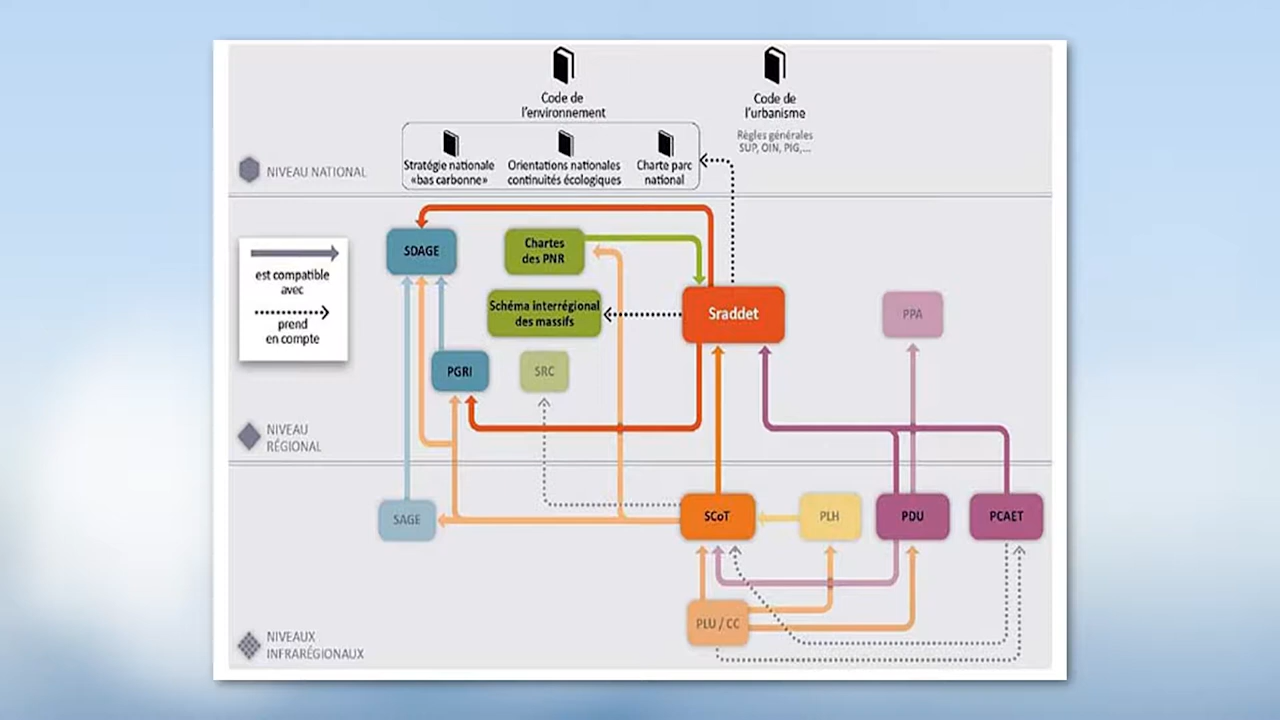 Code de
l'environnement
Code de
l'urbanisme
Règles générales
SUP, OIN, PIG,...
Stratégie nationale
«bas carbonne»
Orientations nationales
continuités écologiques
Charte parc
national
NIVEAU NATIONAL
SDAGE
Chartes
des PNR
est compatible
avec
prend
en compte
Schéma interrégional
des massifs
Sraddet
PPA
PGRI
SRC
NIVEAU
RÉGIONAL
SAGE
SCoT
PLH
PDU
PCAET
PLU / CC
NIVEAUX
INFRARÉGIONAUX